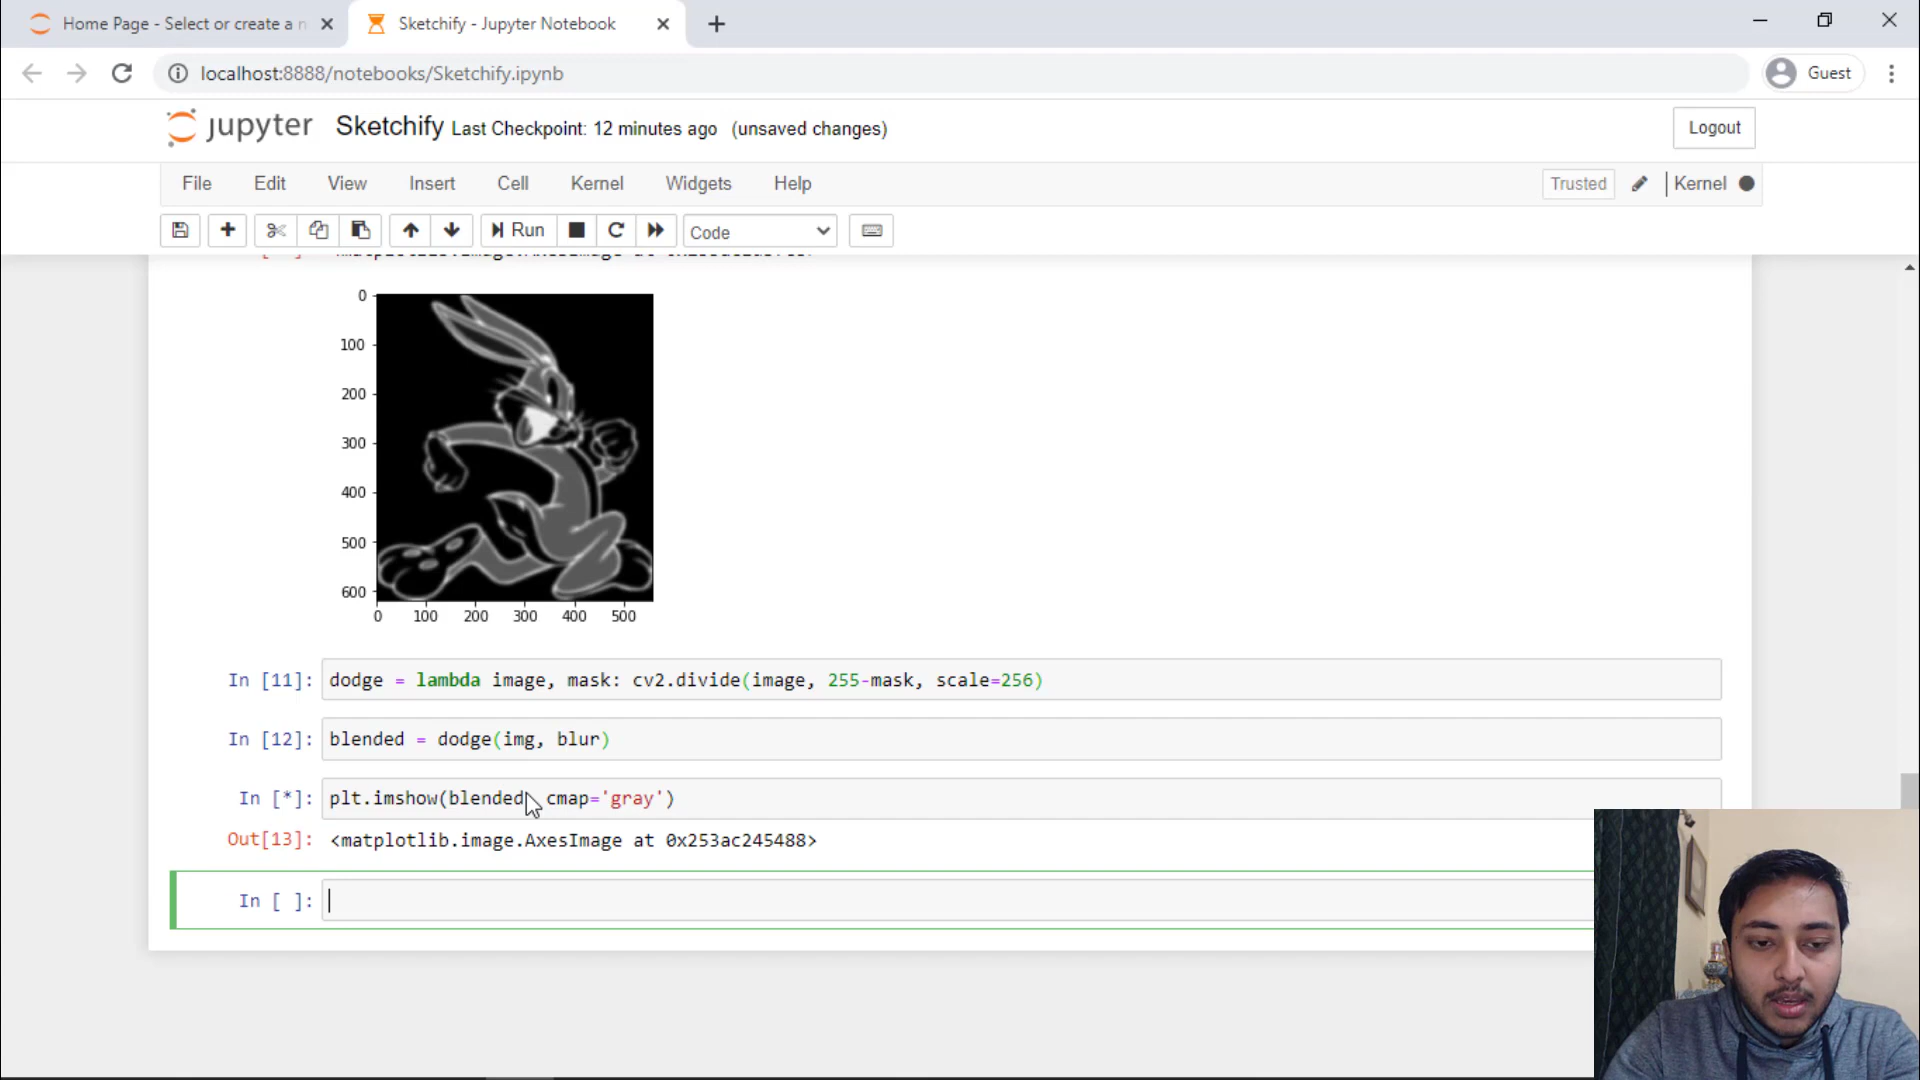 Home Page - Select or create a n
Sketchify - Jupyter Notebook
localhost:8888/notebooks/Sketchify.ipynb
Guest
jupyter Sketchify Last Checkpoint: 12 minutes ago (unsaved changes)
Logout
File Edit View Insert Cell Kernel Widgets Help
Trusted Kernel
Run Code
0
100
200
300
400
500
600
0 100 200 300 400 500
In [11]: dodge = lambda image, mask: cv2.divide(image, 255-mask, scale=256)
In [12]: blended = dodge(img, blur)
In [*]: plt.imshow(blended, cmap='gray')
Out[13]: <matplotlib.image.AxesImage at 0x253ac245488>
In [ ]: